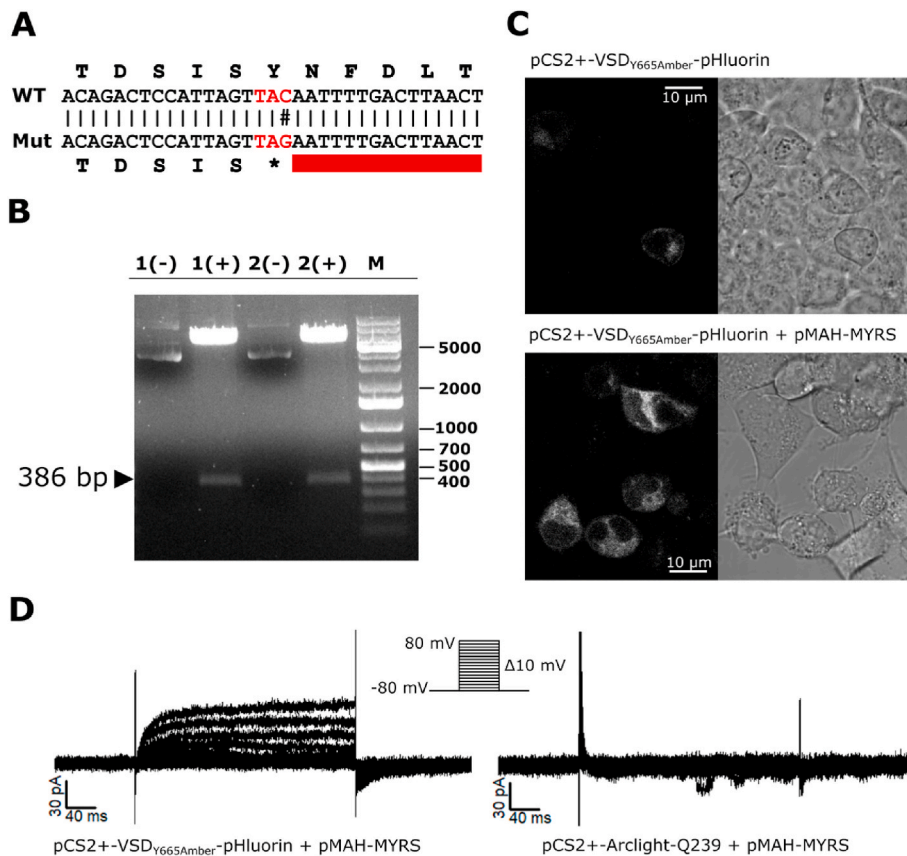 A
T D S I S Y N F D L T
WT ACAGACTCCATTAGTTACAATTTTGACTTAACT
#
Mut ACAGACTCCATTAGTTAGAATTTTGACTTAACT
T D S I S *
B
1(-) 1(+) 2(-) 2(+) M
5000
2000
1000
700
500
400
386 bp
C
pCS2+-VSDY665Amber-pHluorin
10 µm
pCS2+-VSDY665Amber-pHluorin + pMAH-MYRS
10 µm
D
80 mV
Δ10 mV
-80 mV
30 pA
40 ms
pCS2+-VSDY665Amber-pHluorin + pMAH-MYRS
30 pA
40 ms
pCS2+-Arclight-Q239 + pMAH-MYRS